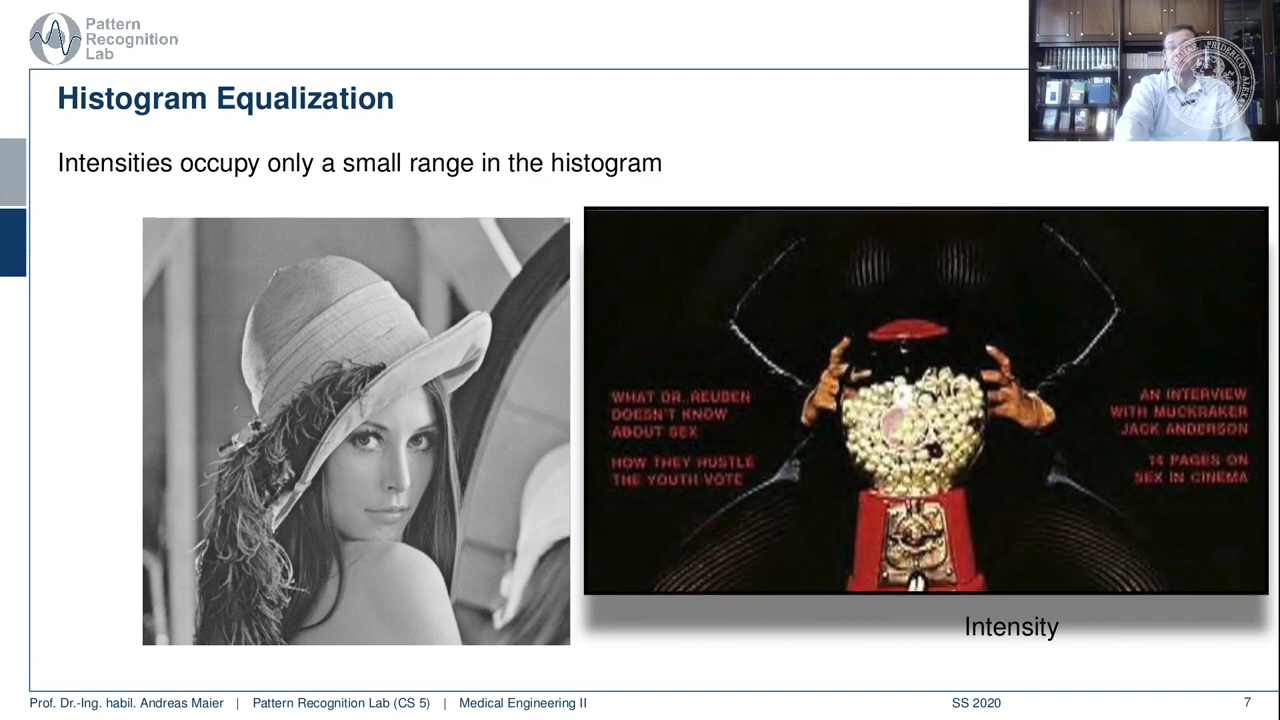 Pattern
Recognition
Lab
Histogram Equalization
Intensities occupy only a small range in the histogram
WHAT DR. REUBEN
DOESN'T KNOW
ABOUT SEX
HOW THEY HUSTLE
THE YOUTH VOTE
AN INTERVIEW
WITH MUCKRAKER
JACK ANDERSON
14 PAGES ON
SEX IN CINEMA
Intensity
Prof. Dr.-Ing. habil. Andreas Maier | Pattern Recognition Lab (CS 5) | Medical Engineering II
SS 2020
7